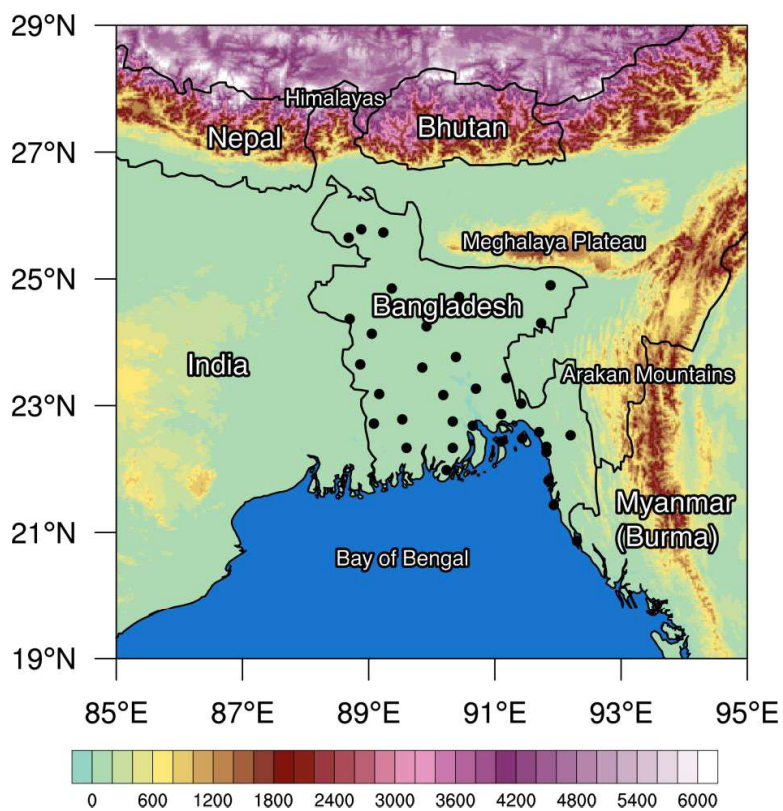 29°N
Himalayas
Nepal
Bhutan
27°N
Meghalaya Plateau
25°N
Bangladesh
India
Arakan Mountains
23°N
Myanmar
(Burma)
21°N
Bay of Bengal
19°N
85°E 87°E 89°E 91°E 93°E 95°E
0 600 1200 1800 2400 3000 3600 4200 4800 5400 6000